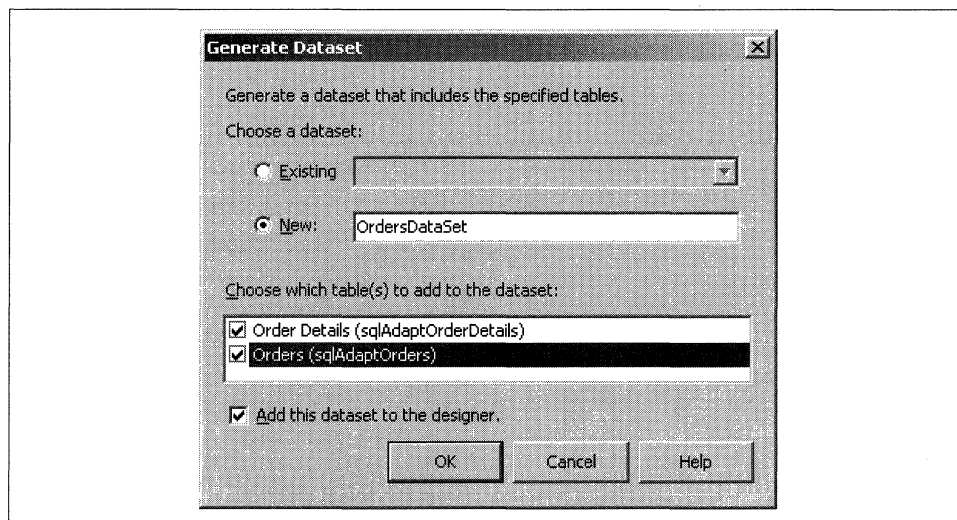 Generate Dataset
Generate a dataset that includes the specified tables.
Choose a dataset:
Existing
New:
OrdersDataSet
Choose which table(s) to add to the dataset:
Order Details (sqlAdaptOrderDetails)
Orders (sqlAdaptOrders)
Add this dataset to the designer.
OK
Cancel
Help